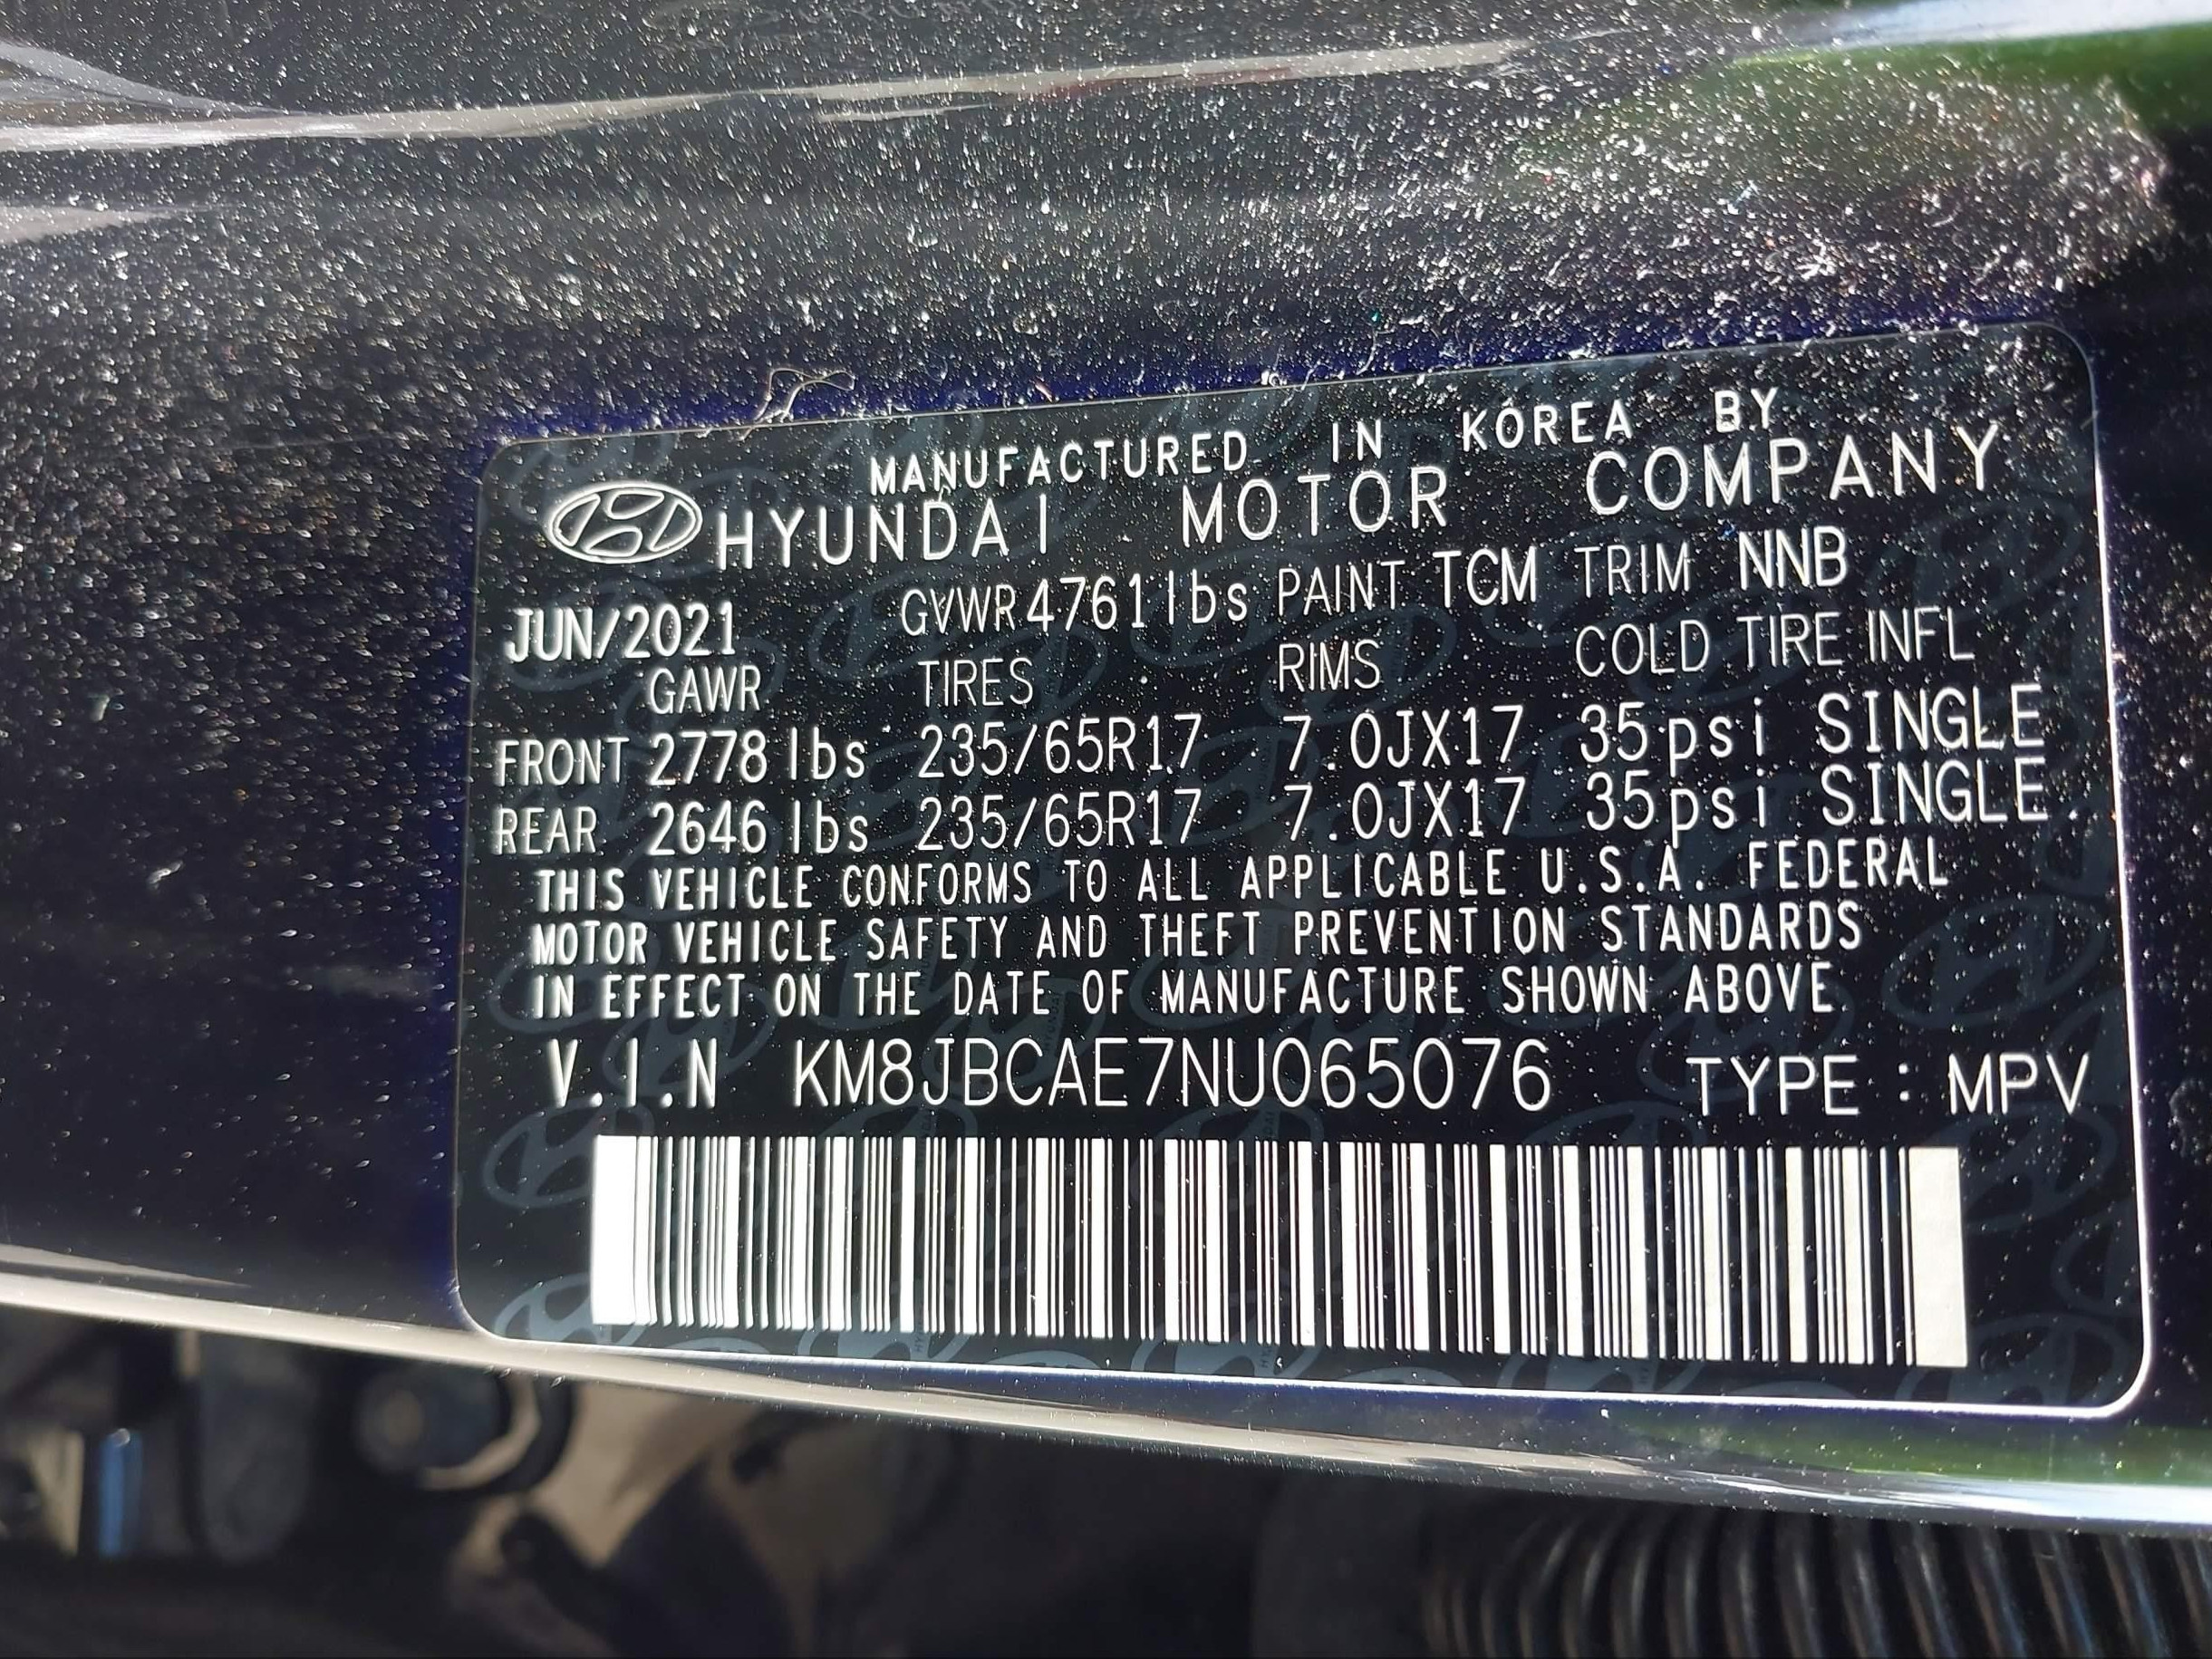 MANUFACTURED IN KOREA BY
HYUNDAI MOTOR COMPANY
JUN/2021 GVWR 4761 lbs PAINT TCM TRIM NNB
GAWR TIRES RIMS COLD TIRE INFL
FRONT 2778 lbs 235/65R17 7.0JX17 35psi SINGLE
REAR 2646 lbs 235/65R17 7.0JX17 35psi SINGLE
THIS VEHICLE CONFORMS TO ALL APPLICABLE U.S.A. FEDERAL
MOTOR VEHICLE SAFETY AND THEFT PREVENTION STANDARDS
IN EFFECT ON THE DATE OF MANUFACTURE SHOWN ABOVE
V.I.N KM8JBCAE7NU065076 TYPE : MPV